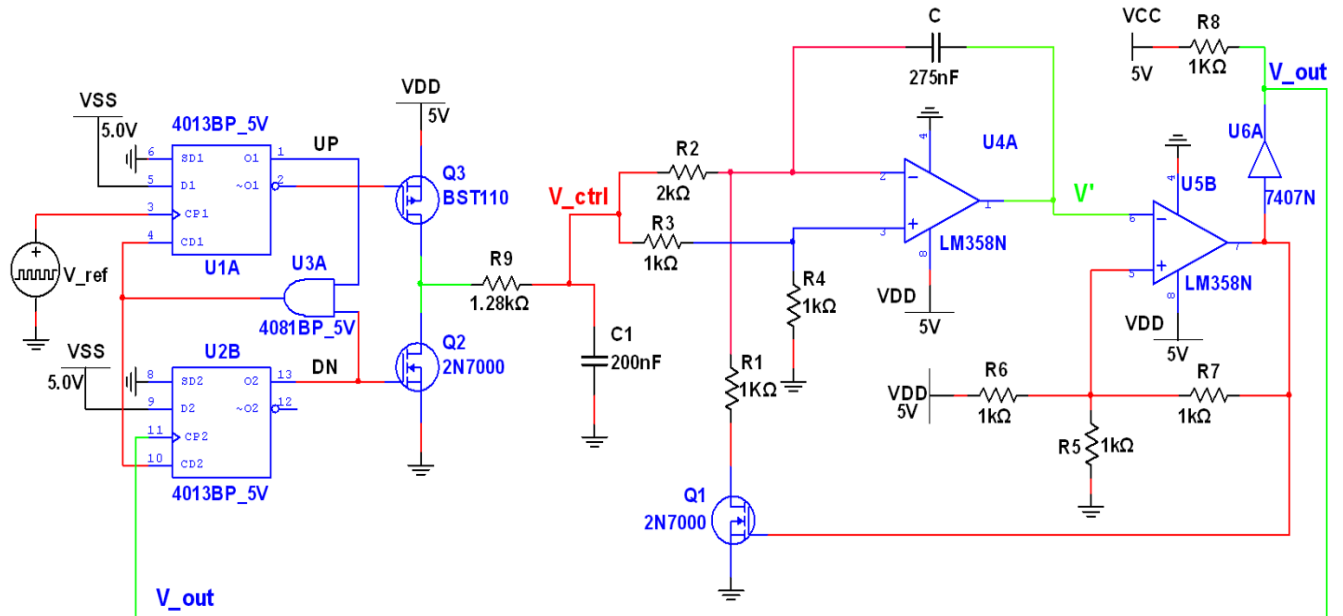 VSS
5.0V
4013BP_5V
6
SD1
O1
1
UP
5
D1
~O1
2
3
CP1
4
CD1
U1A
V_ref
U3A
4081BP_5V
VSS
5.0V
U2B
DN
8
SD2
O2
13
9
D2
~O2
12
11
CP2
10
CD2
4013BP_5V
V_out
VDD
5V
Q3
BST110
Q2
2N7000
R9
1.28kΩ
V_ctrl
C1
200nF
R2
2kΩ
R3
1kΩ
R4
1kΩ
R1
1KΩ
Q1
2N7000
C
275nF
U4A
4
2
3
1
8
LM358N
VDD
5V
V'
U5B
4
6
5
7
8
LM358N
VDD
5V
VDD
5V
R6
1kΩ
R5
1kΩ
R7
1kΩ
VCC
5V
R8
1KΩ
V_out
U6A
7407N